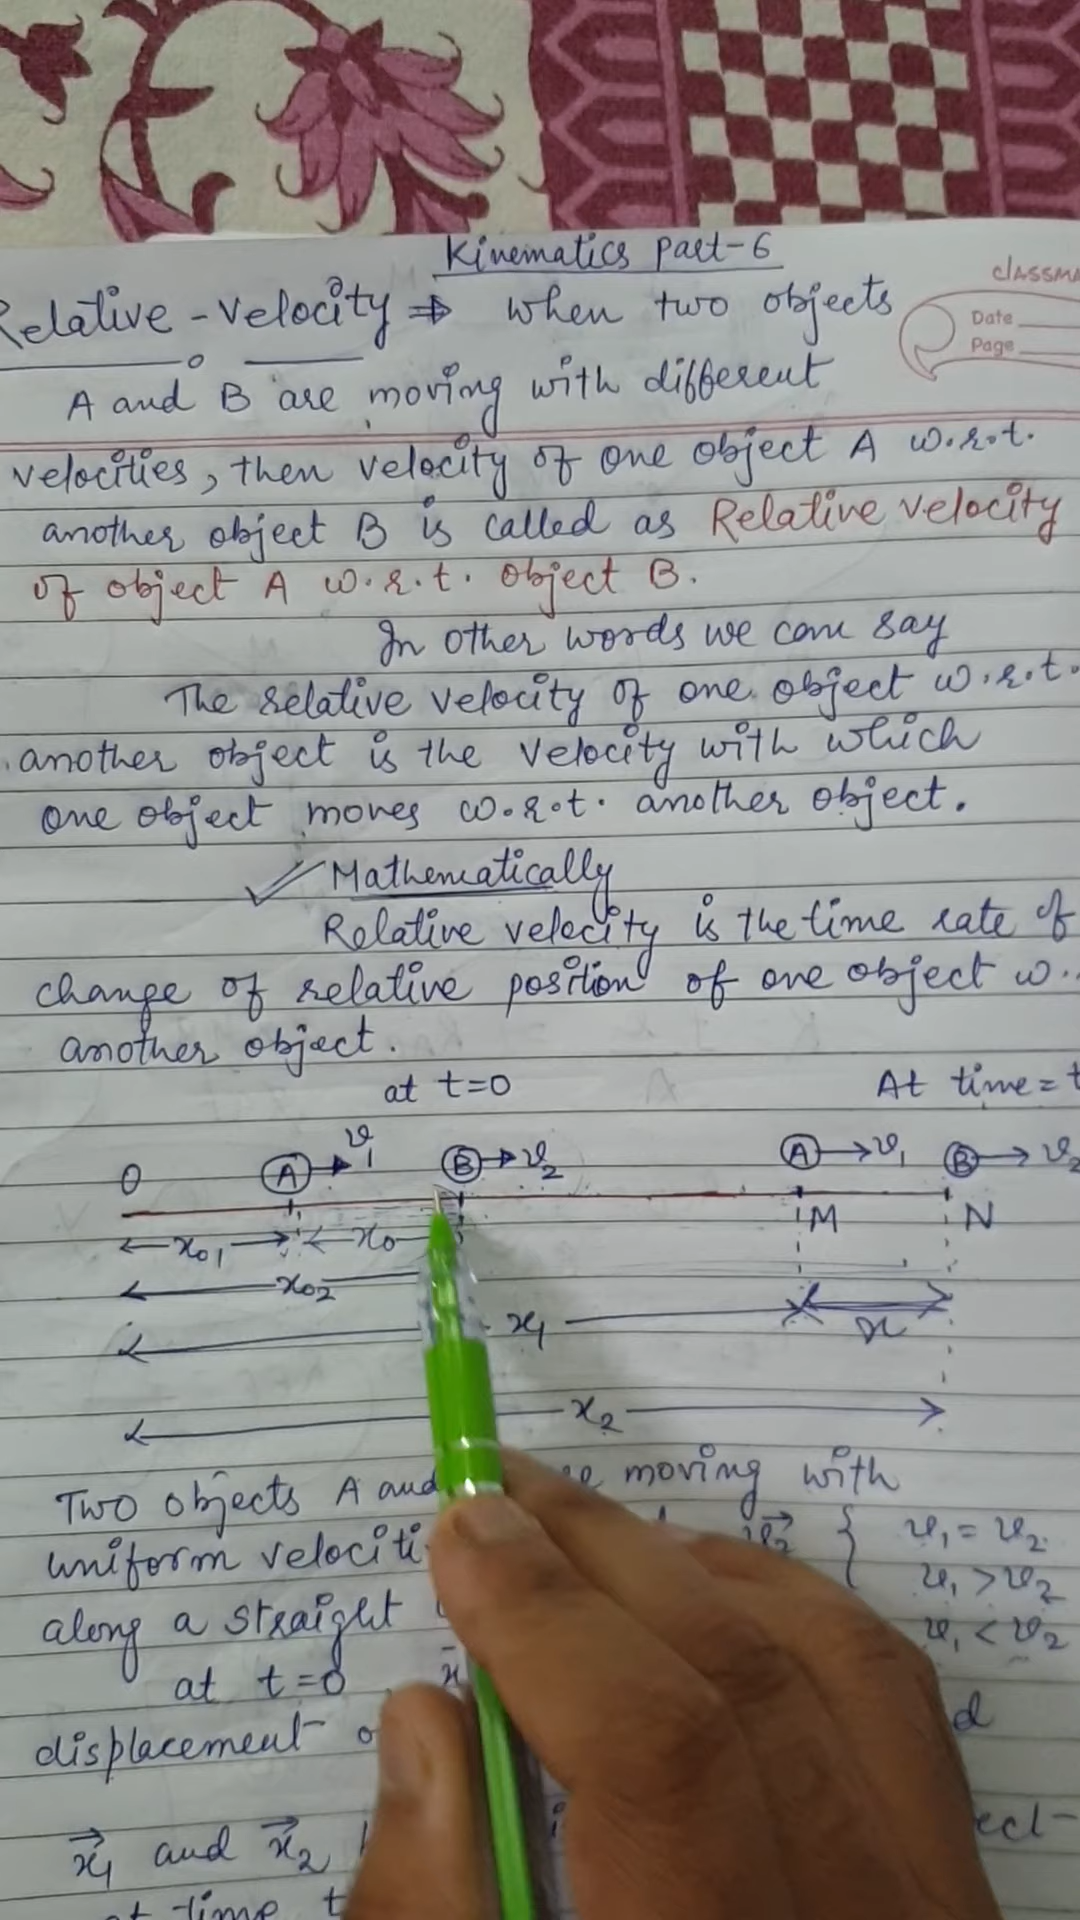 Kinematics part-6
classma
Relative-velocity ⇒ when two objects
Date
Page
A and B are moving with different
velocities, then velocity of one object A w.r.t.
another object B is called as Relative velocity
of object A w.r.t. object B.
In other words we can say
The relative velocity of one object w.r.t.
another object is the velocity with which
one object moves w.r.t. another object.
Mathematically
Relative velocity is the time rate of
change of relative position of one object w.
another object.
at t=0 At time = t
O A → v₁ B → v₂ A → v₁ B → v₂
M N
x₀₁ x₀
x₀₂
x₁ x
x₂
Two objects A and moving with
uniform velociti v₂ { v₁ = v₂
v₁ > v₂
along a straight v₁ < v₂
at t=0
displacement
x₁ and x₂
at time t